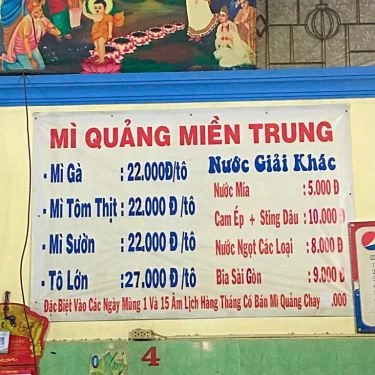 MÌ QUẢNG MIỀN TRUNG
- Mì Gà : 22.000Đ/tô
- Mì Tôm Thịt : 22.000 Đ /tô
- Mì Sườn : 22.000 Đ /tô
- Tô Lớn :27.000 Đ /tô
Nước Giải Khác
Nước Mía : 5.000 Đ
Cam Ép + Sting Dâu : 10.000 Đ
Nước Ngọt Các Loại : 8.000 Đ
Bia Sài Gòn : 9.000 Đ
Đặc Biệt Vào Các Ngày Mùng 1 Và 15 Âm Lịch Hàng Tháng Có Bán Mì Quảng Chay .000
4